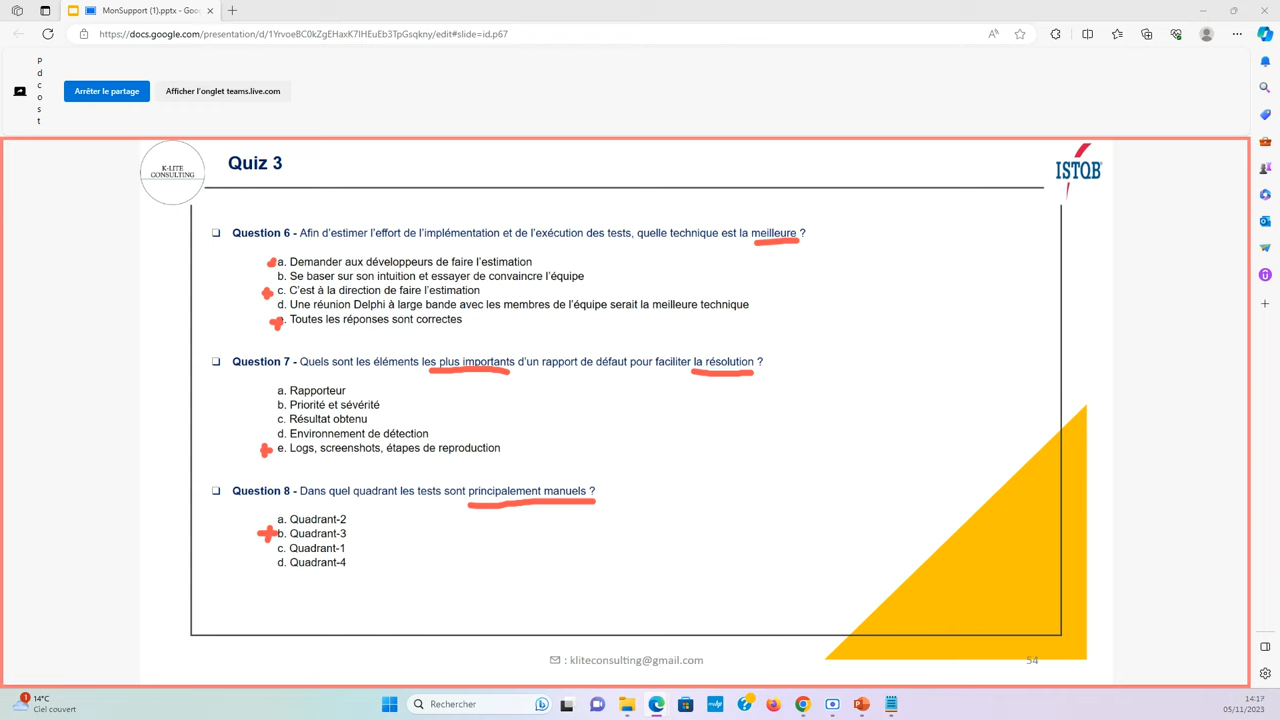 MonSupport (1).pptx - Goo
https://docs.google.com/presentation/d/1YrvoeBC0kZgEHaxK7IHEuEb3TpGsqkny/edit#slide=id.p67
P
d
c
o
s
t
Arrêter le partage
Afficher l'onglet teams.live.com
K-LITE
CONSULTING
Quiz 3
ISTQB®
Question 6 - Afin d'estimer l'effort de l'implémentation et de l'exécution des tests, quelle technique est la meilleure ?
a. Demander aux développeurs de faire l'estimation
b. Se baser sur son intuition et essayer de convaincre l'équipe
c. C'est à la direction de faire l'estimation
d. Une réunion Delphi à large bande avec les membres de l'équipe serait la meilleure technique
e. Toutes les réponses sont correctes
Question 7 - Quels sont les éléments les plus importants d'un rapport de défaut pour faciliter la résolution ?
a. Rapporteur
b. Priorité et sévérité
c. Résultat obtenu
d. Environnement de détection
e. Logs, screenshots, étapes de reproduction
Question 8 - Dans quel quadrant les tests sont principalement manuels ?
a. Quadrant-2
b. Quadrant-3
c. Quadrant-1
d. Quadrant-4
: kliteconsulting@gmail.com
54
1
14°C
Ciel couvert
Rechercher
14:17
05/11/2023